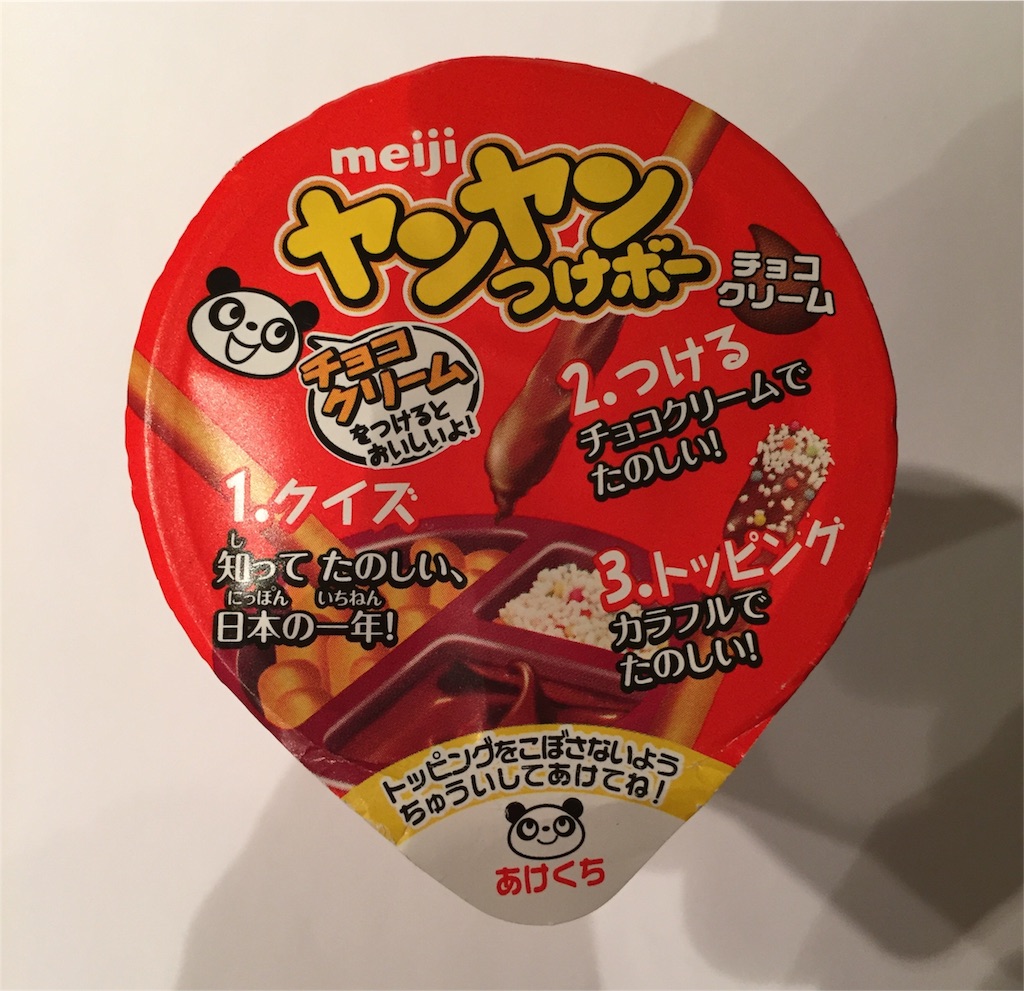 meiji
ヤンヤン
つけボー
チョコ
クリーム
チョコ
クリーム
をつけると
おいしいよ!
1.クイズ
し
知って たのしい、
にっぽん いちねん
日本の一年!
2.つける
チョコクリームで
たのしい!
3.トッピング
カラフルで
たのしい!
トッピングをこぼさないよう
ちゅういしてあけてね!
あけくち